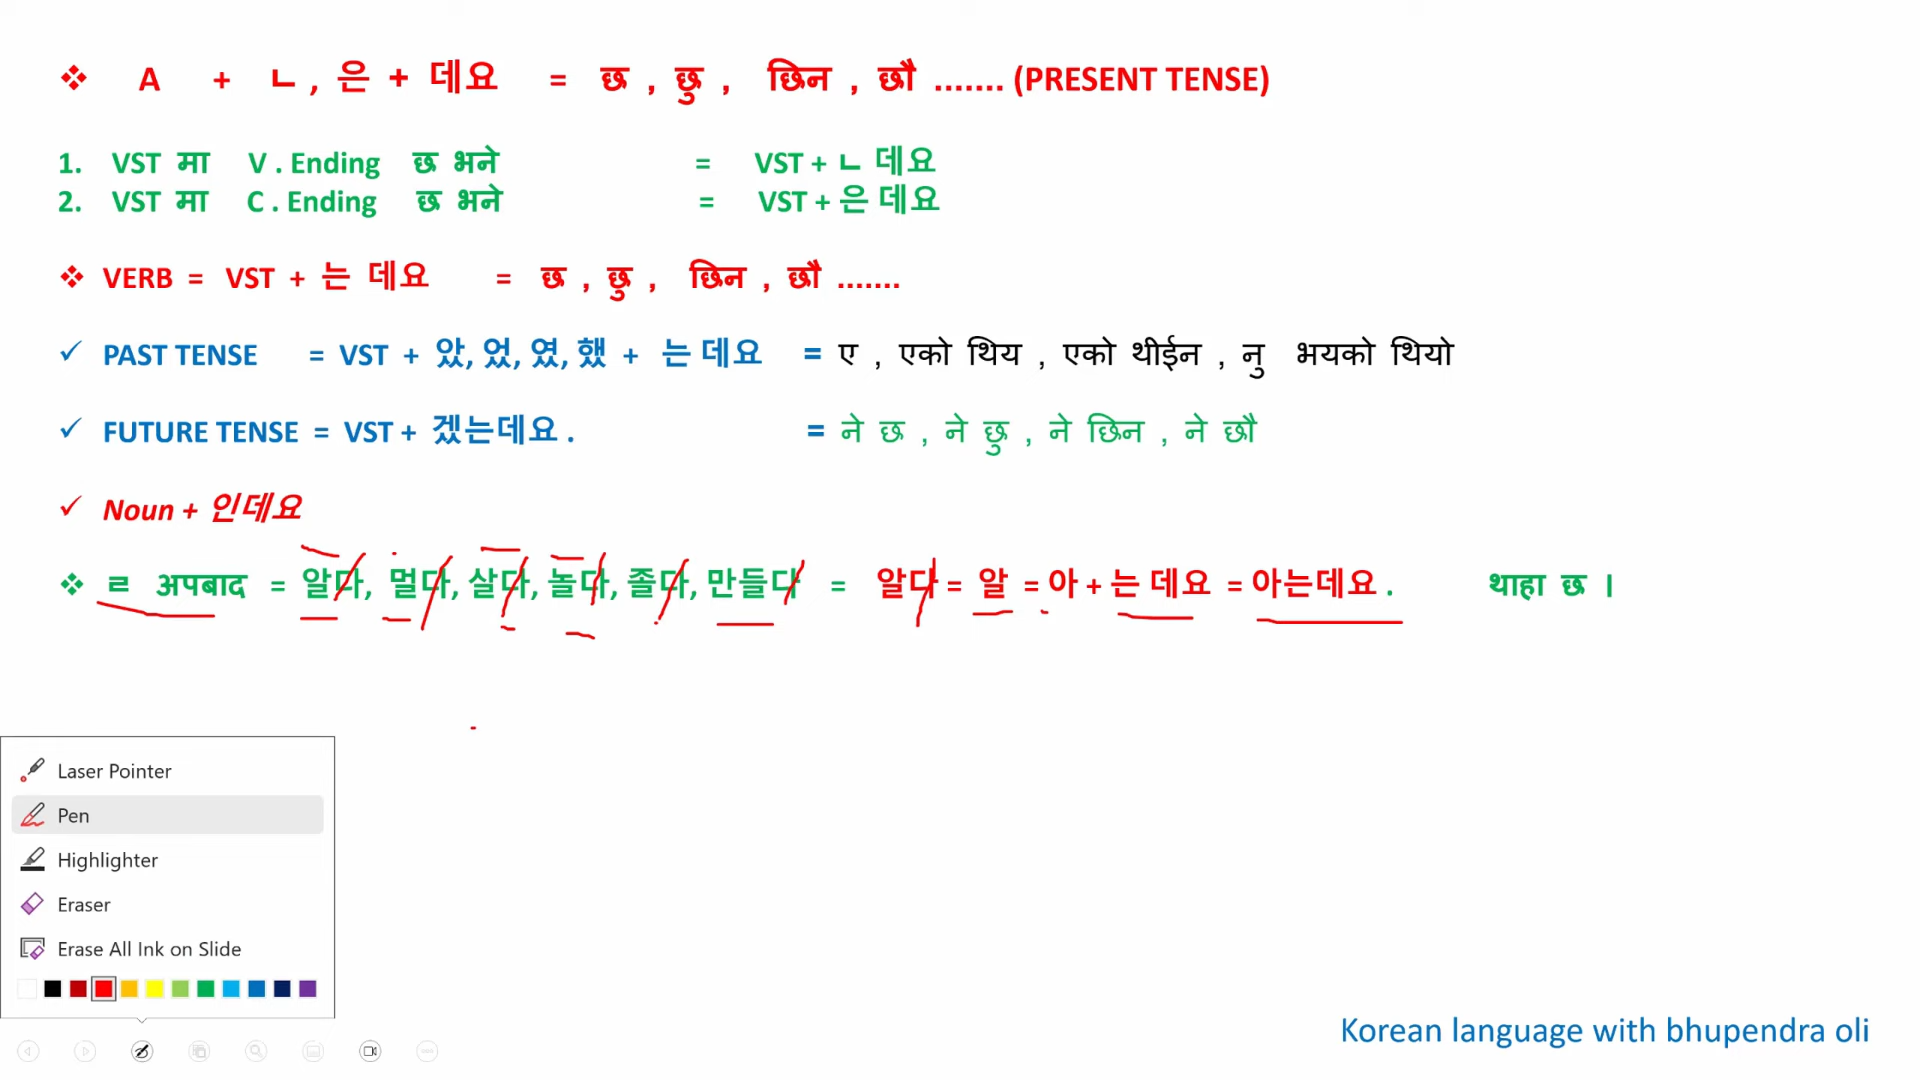 ❖ A + ㄴ , 은 + 데요 = छ , छु , छिन , छौ ....... (PRESENT TENSE)
1. VST मा V . Ending छ भने = VST + ㄴ 데요
2. VST मा C . Ending छ भने = VST + 은 데요
❖ VERB = VST + 는 데요 = छ , छु , छिन , छौ .......
✓ PAST TENSE = VST + 았, 었, 였, 했 + 는 데요 = ए , एको थिय , एको थीईन , नु भयको थियो
✓ FUTURE TENSE = VST + 겠는데요 . = ने छ , ने छु , ने छिन , ने छौ
✓ Noun + 인데요
❖ ㄹ अपबाद = 알다, 멀다, 살다, 놀다, 졸다, 만들다 = 알다 = 알 = 아 + 는 데요 = 아는데요 . थाहा छ ।
Laser Pointer
Pen
Highlighter
Eraser
Erase All Ink on Slide
Korean language with bhupendra oli